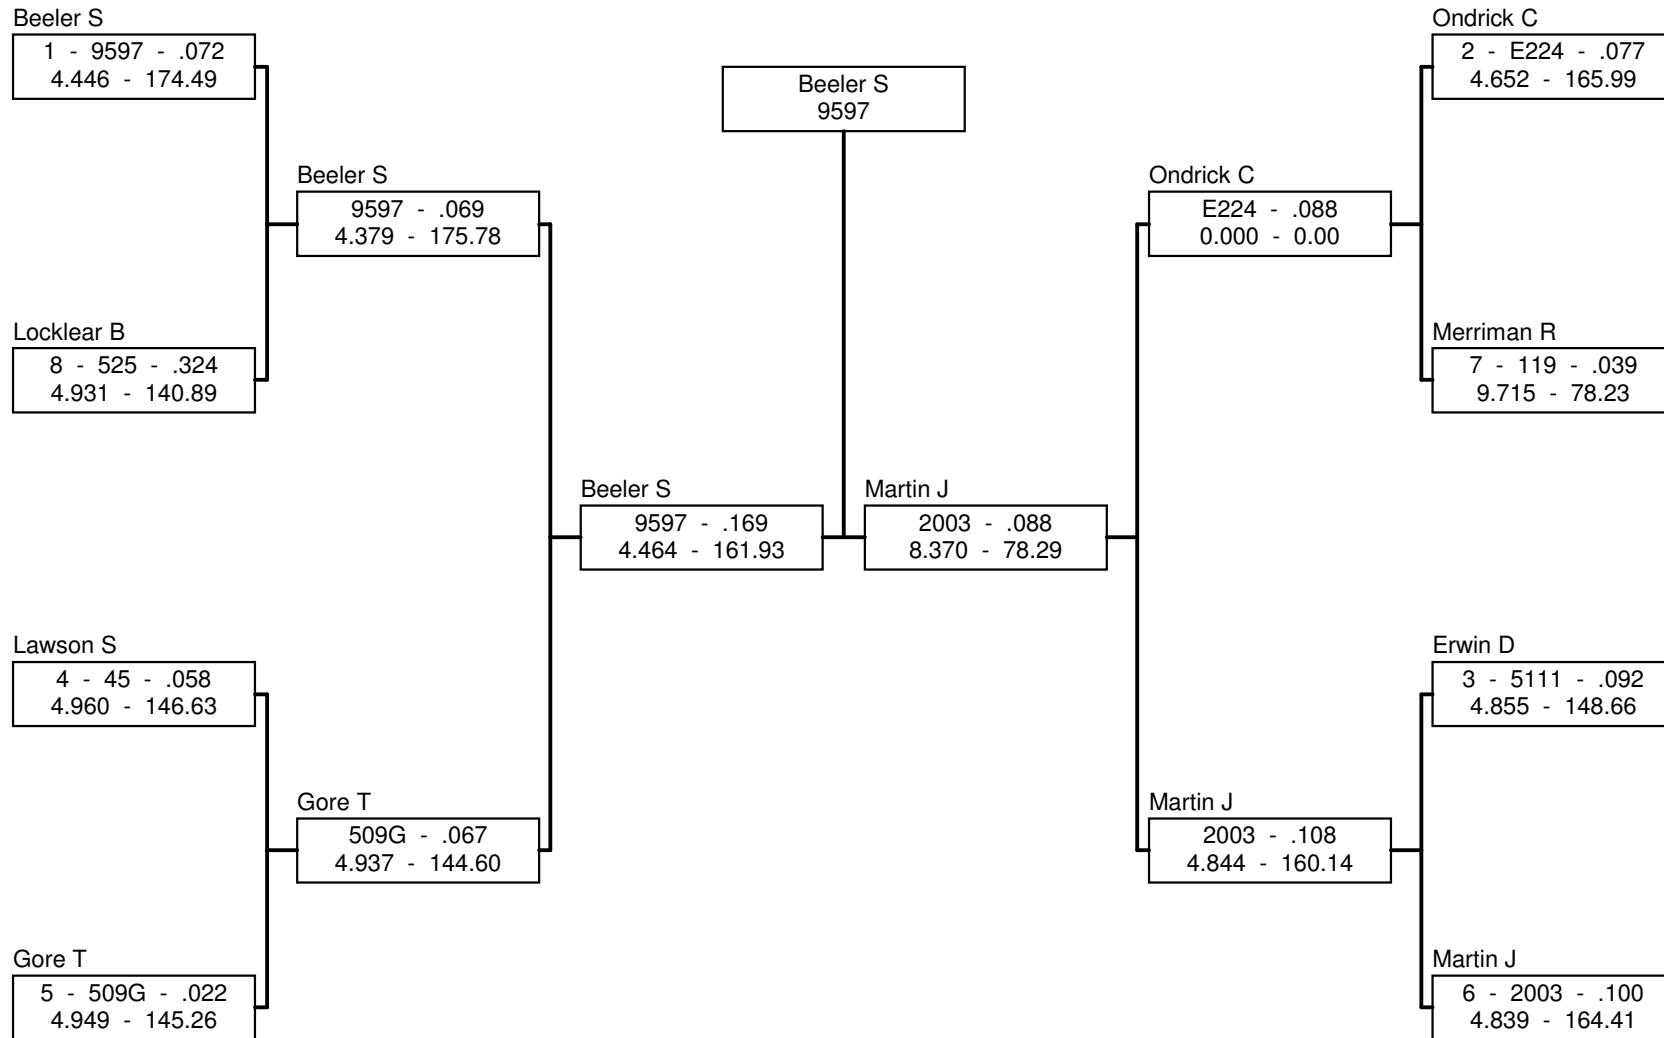 Beeler S
1 - 9597 - .072
4.446 - 174.49
Locklear B
8 - 525 - .324
4.931 - 140.89
Lawson S
4 - 45 - .058
4.960 - 146.63
Gore T
5 - 509G - .022
4.949 - 145.26
Beeler S
9597 - .069
4.379 - 175.78
Gore T
509G - .067
4.937 - 144.60
Beeler S
9597 - .169
4.464 - 161.93
Beeler S
9597
Martin J
2003 - .088
8.370 - 78.29
Ondrick C
E224 - .088
0.000 - 0.00
Martin J
2003 - .108
4.844 - 160.14
Ondrick C
2 - E224 - .077
4.652 - 165.99
Merriman R
7 - 119 - .039
9.715 - 78.23
Erwin D
3 - 5111 - .092
4.855 - 148.66
Martin J
6 - 2003 - .100
4.839 - 164.41